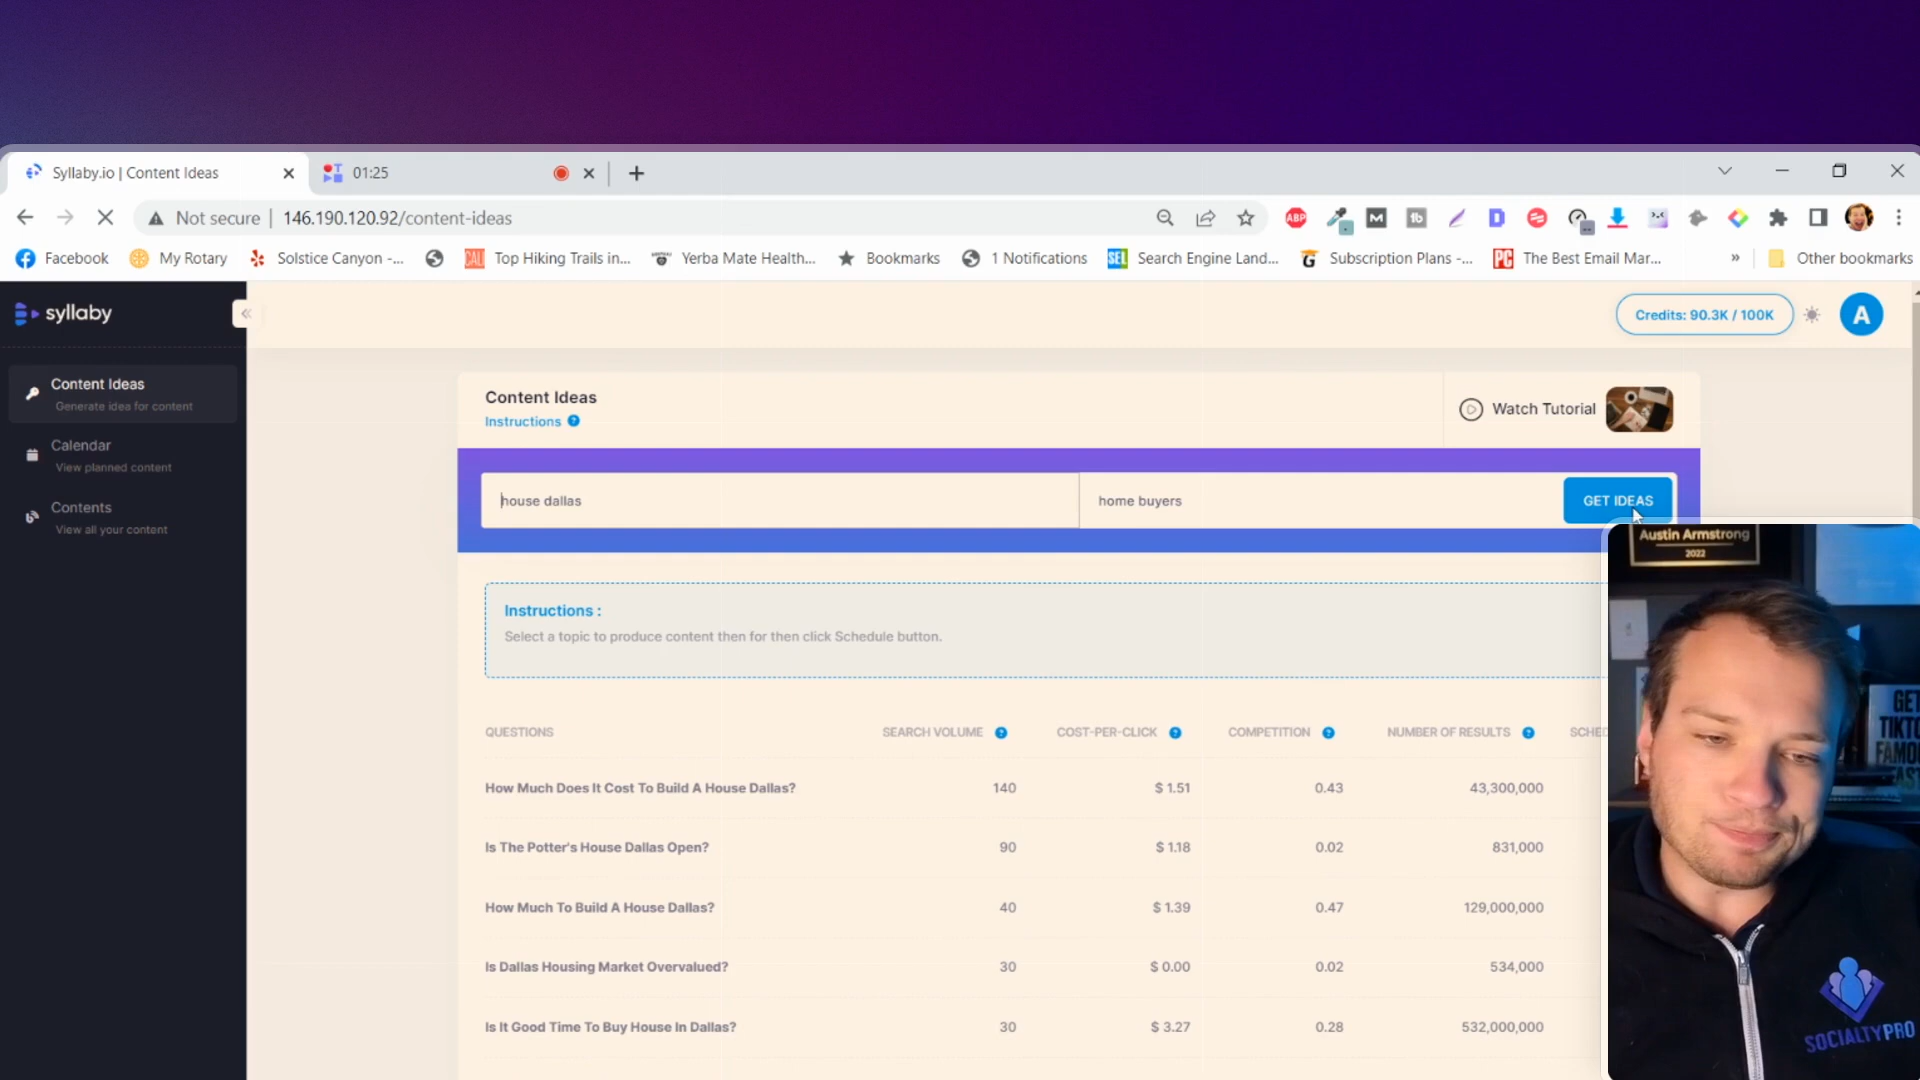 Syllaby.io | Content Ideas
01:25
Not secure
146.190.120.92/content-ideas
ABP
Facebook
My Rotary
Solstice Canyon -...
CALI
Top Hiking Trails in...
Yerba Mate Health...
Bookmarks
1 Notifications
SEL
Search Engine Land...
Subscription Plans -...
PC
The Best Email Mar...
»
Other bookmarks
syllaby
Credits: 90.3K / 100K
A
Content Ideas
Generate idea for content
Calendar
View planned content
Contents
View all your content
Content Ideas
Instructions
Watch Tutorial
house dallas
home buyers
GET IDEAS
Instructions :
Select a topic to produce content then for then click Schedule button.
QUESTIONS SEARCH VOLUME COST-PER-CLICK COMPETITION NUMBER OF RESULTS SCHE
How Much Does It Cost To Build A House Dallas? 140 $ 1.51 0.43 43,300,000
Is The Potter's House Dallas Open? 90 $ 1.18 0.02 831,000
How Much To Build A House Dallas? 40 $ 1.39 0.47 129,000,000
Is Dallas Housing Market Overvalued? 30 $ 0.00 0.02 534,000
Is It Good Time To Buy House In Dallas? 30 $ 3.27 0.28 532,000,000
Austin Armstrong
2022
GET
TIKTO
FAMO
SOCIALTYPRO